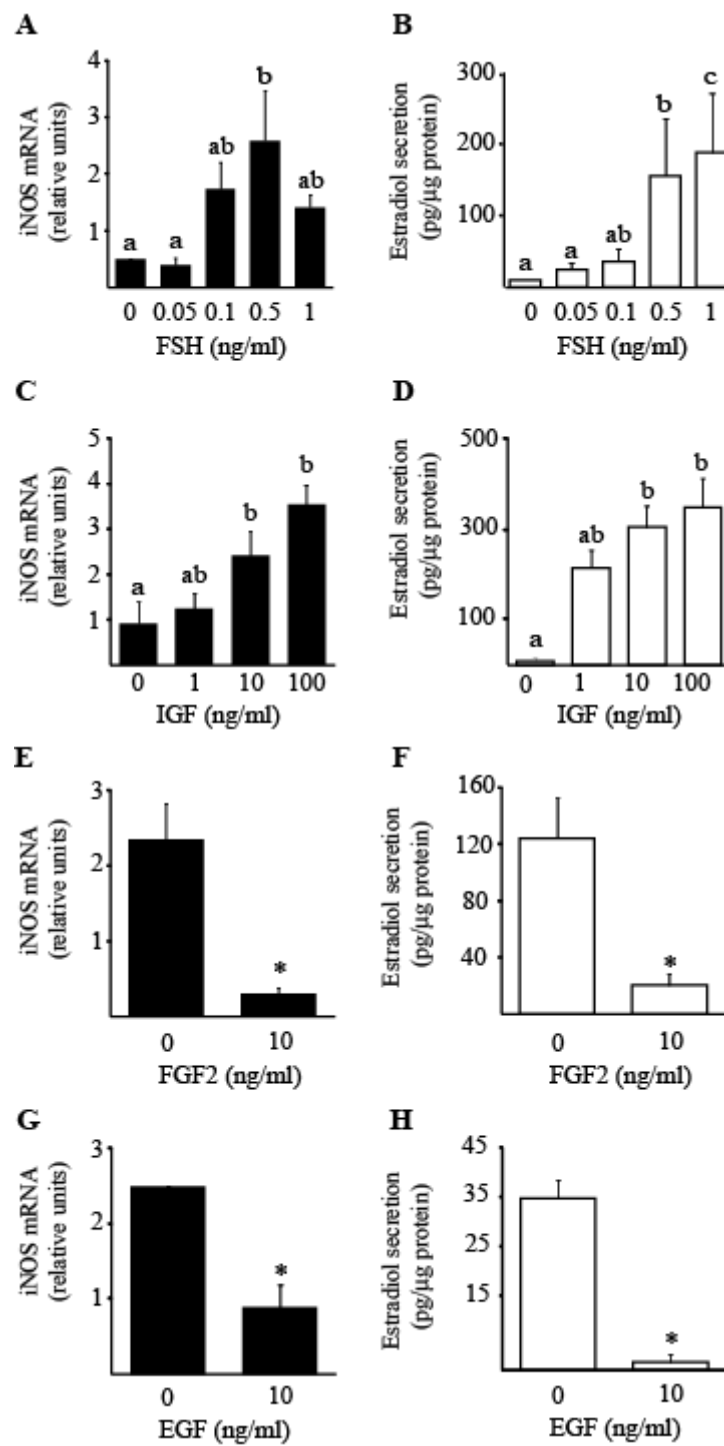 A
iNOS mRNA
(relative units)
4
3
2
1
a
a
ab
b
ab
0 0.05 0.1 0.5 1
FSH (ng/ml)
B
Estradiol secretion
(pg/µg protein)
300
200
100
a
a
ab
b
c
0 0.05 0.1 0.5 1
FSH (ng/ml)
C
iNOS mRNA
(relative units)
5
4
3
2
1
a
ab
b
b
0 1 10 100
IGF (ng/ml)
D
Estradiol secretion
(pg/µg protein)
500
300
100
a
ab
b
b
0 1 10 100
IGF (ng/ml)
E
iNOS mRNA
(relative units)
3
2
1
*
0 10
FGF2 (ng/ml)
F
Estradiol secretion
(pg/µg protein)
160
120
80
40
*
0 10
FGF2 (ng/ml)
G
iNOS mRNA
(relative units)
3
2
1
*
0 10
EGF (ng/ml)
H
Estradiol secretion
(pg/µg protein)
45
35
15
*
0 10
EGF (ng/ml)